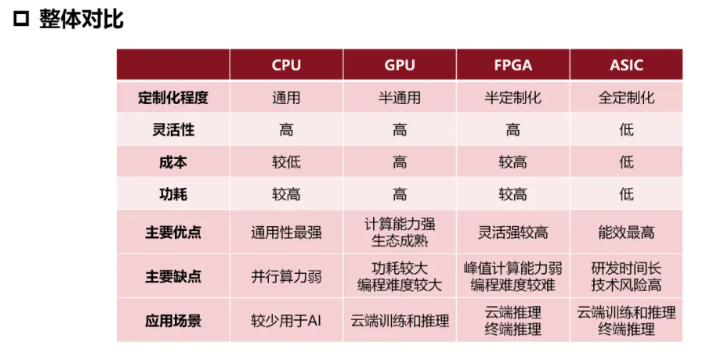 整体对比
CPU GPU FPGA ASIC
定制化程度 通用 半通用 半定制化 全定制化
灵活性 高 高 高 低
成本 较低 高 较高 低
功耗 较高 高 较高 低
主要优点 通用性最强 计算能力强 灵活强较高 能效最高
生态成熟
主要缺点 并行算力弱 功耗较大 峰值计算能力弱 研发时间长
编程难度较大 编程难度较难 技术风险高
应用场景 较少用于AI 云端训练和推理 云端推理 云端训练和推理
终端推理 终端推理